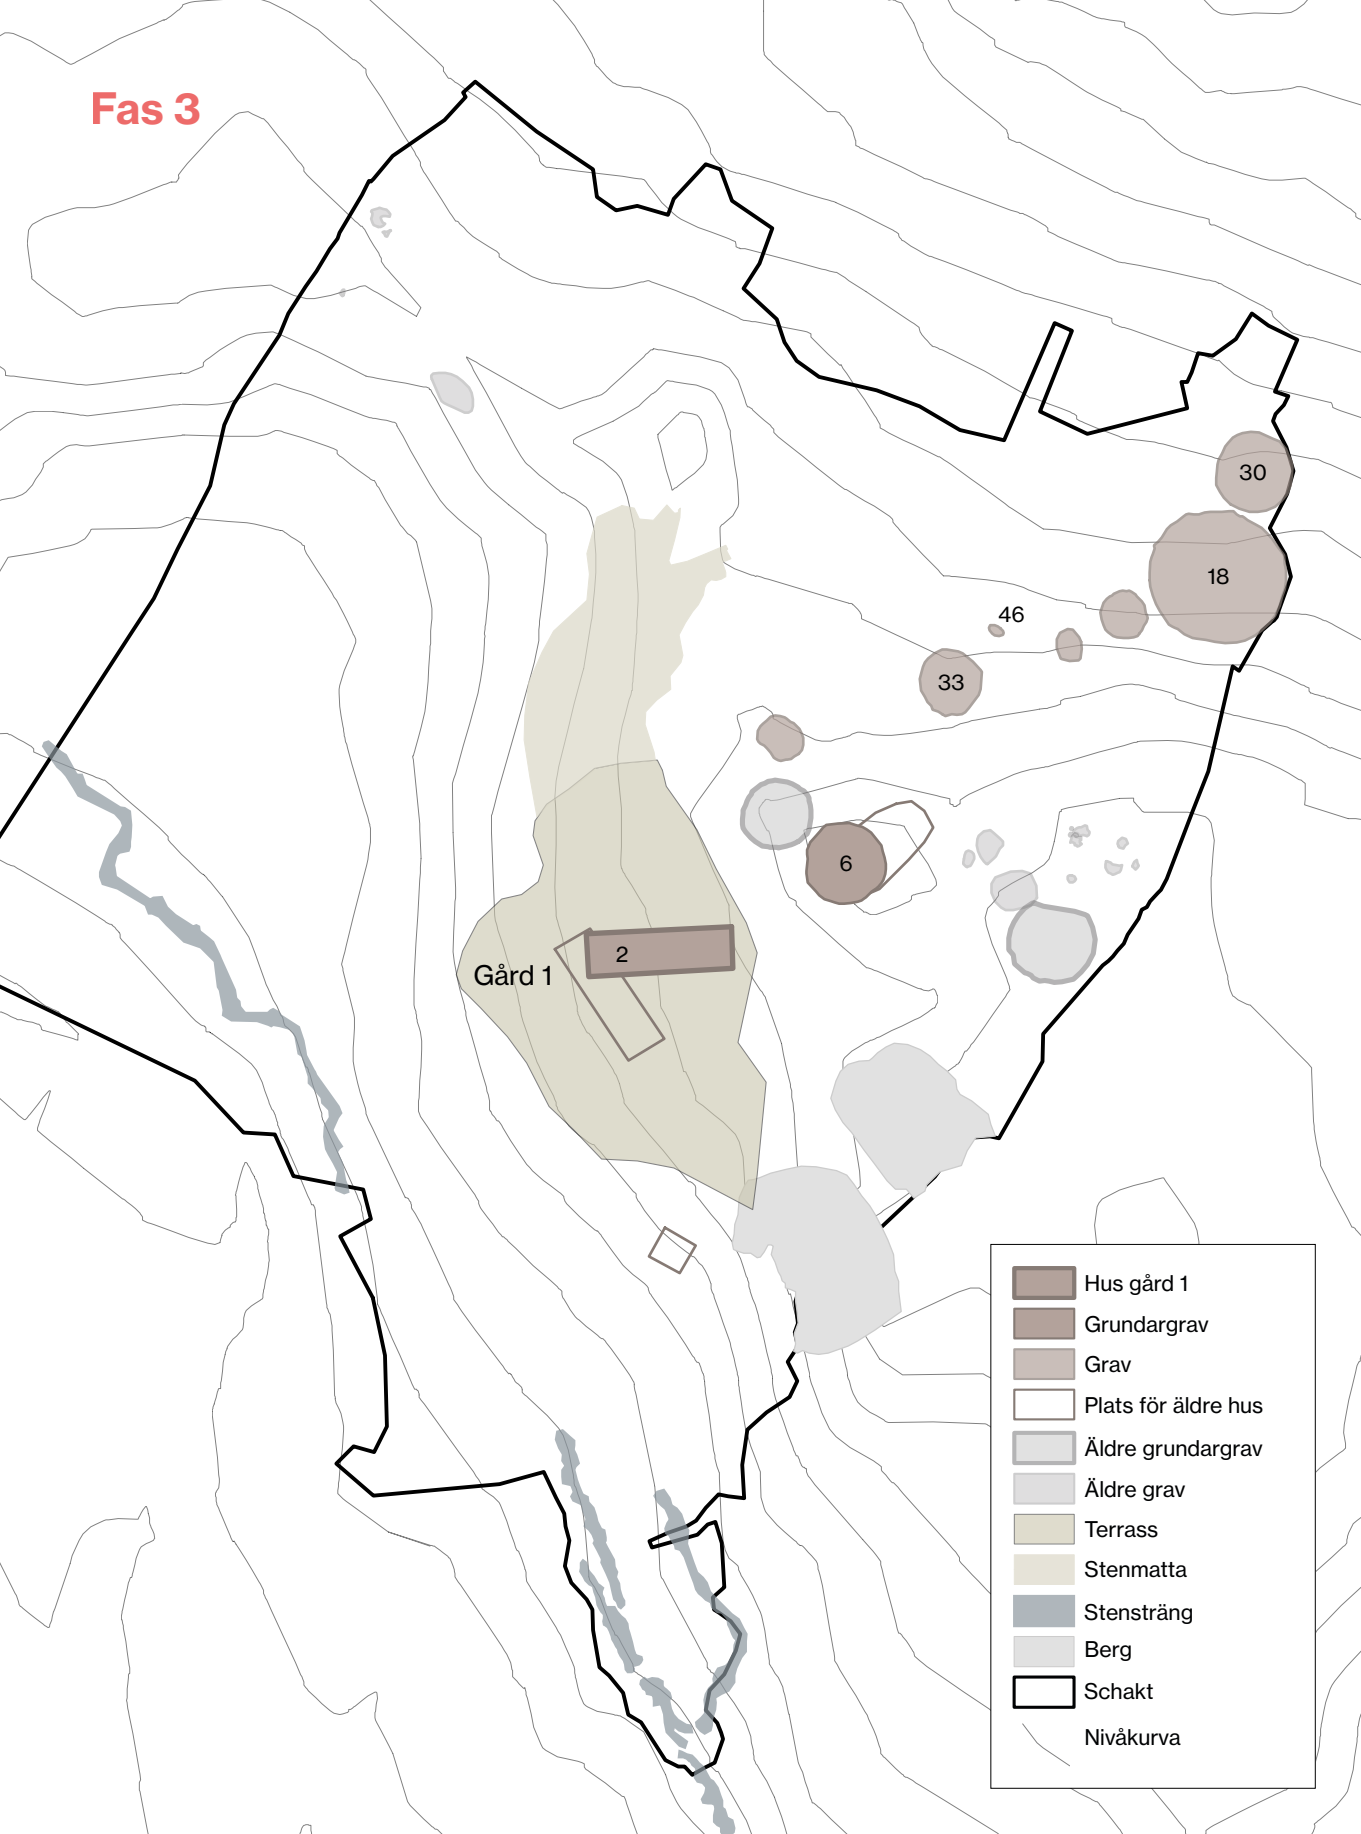 Fas 3
30
18
46
33
6
2
Gård 1
Hus gård 1
Grundargrav
Grav
Plats för äldre hus
Äldre grundargrav
Äldre grav
Terrass
Stenmatta
Stensträng
Berg
Schakt
Nivåkurva